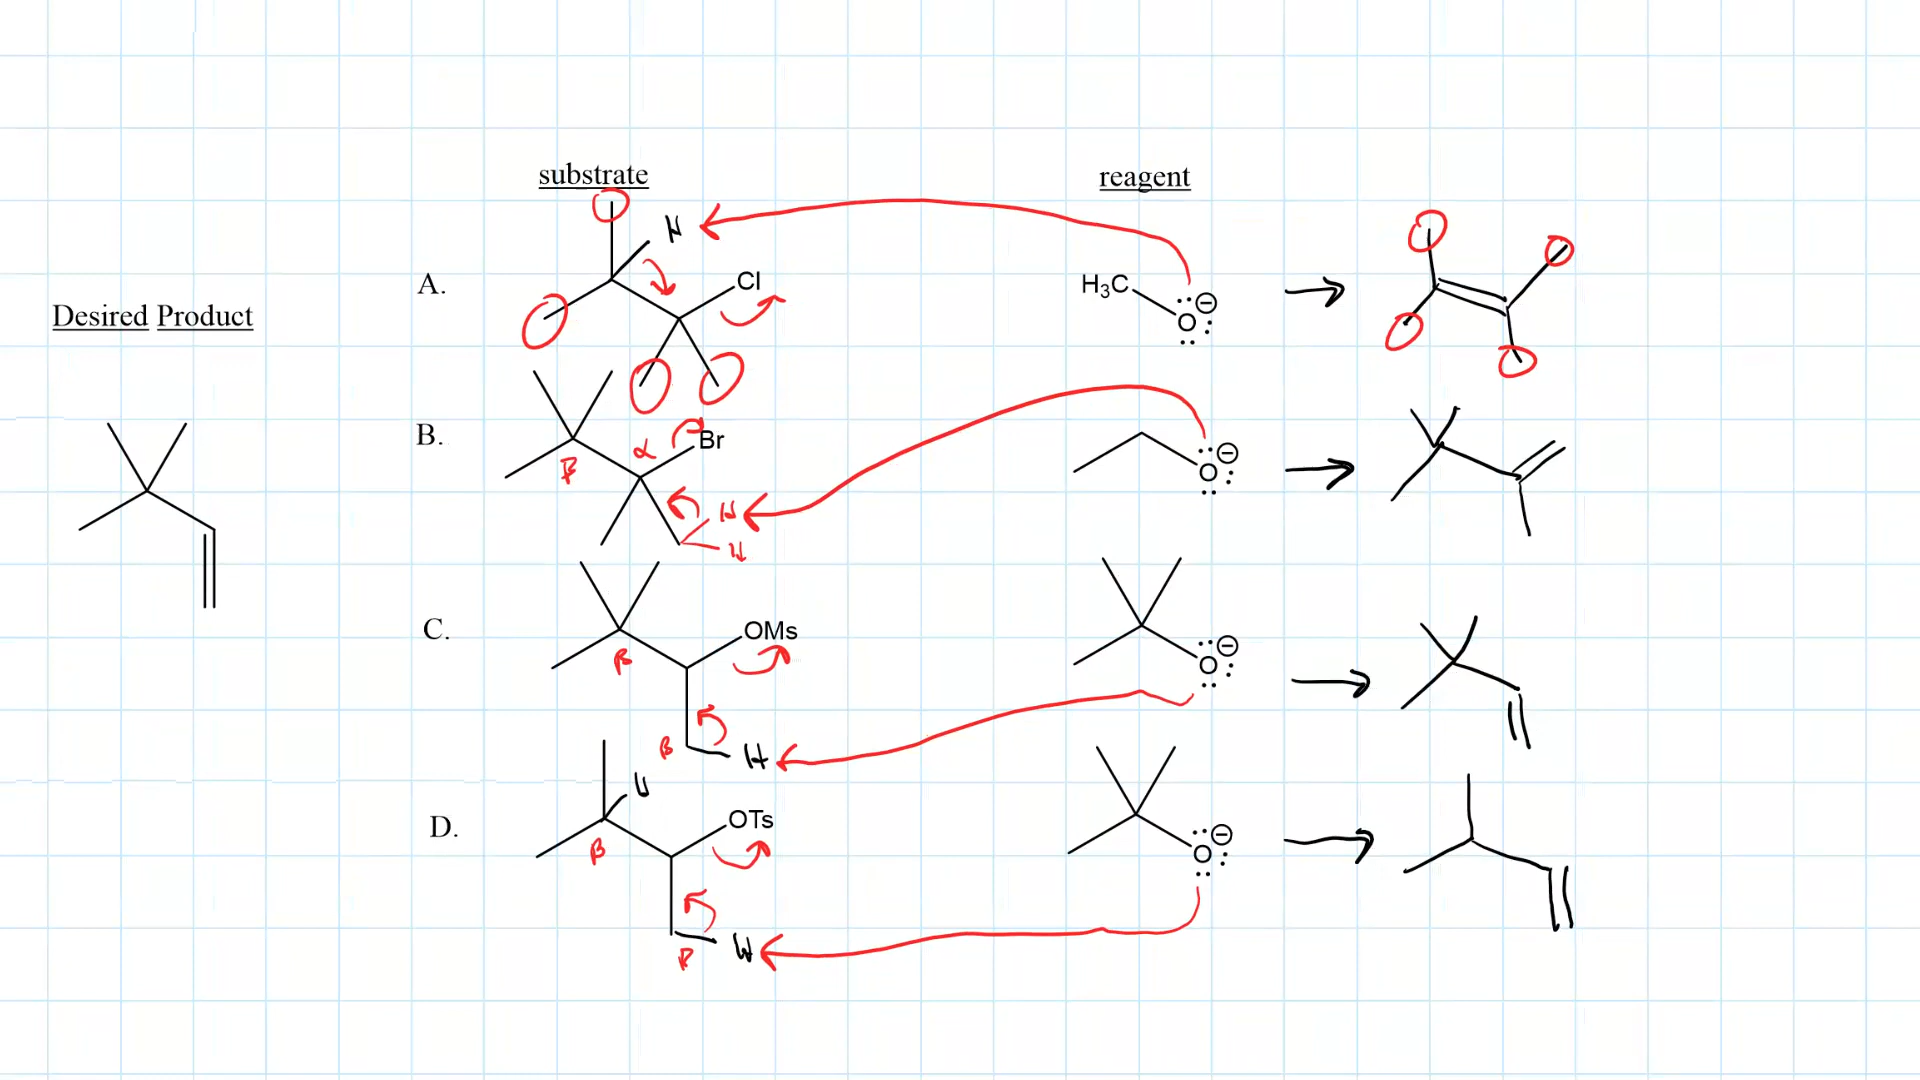 substrate
reagent
H
A.
Cl
H₃C
O
Desired Product
B.
α
Br
β
O
H
H
C.
OMs
β
O
β
H
H
D.
OTs
β
O
H
β